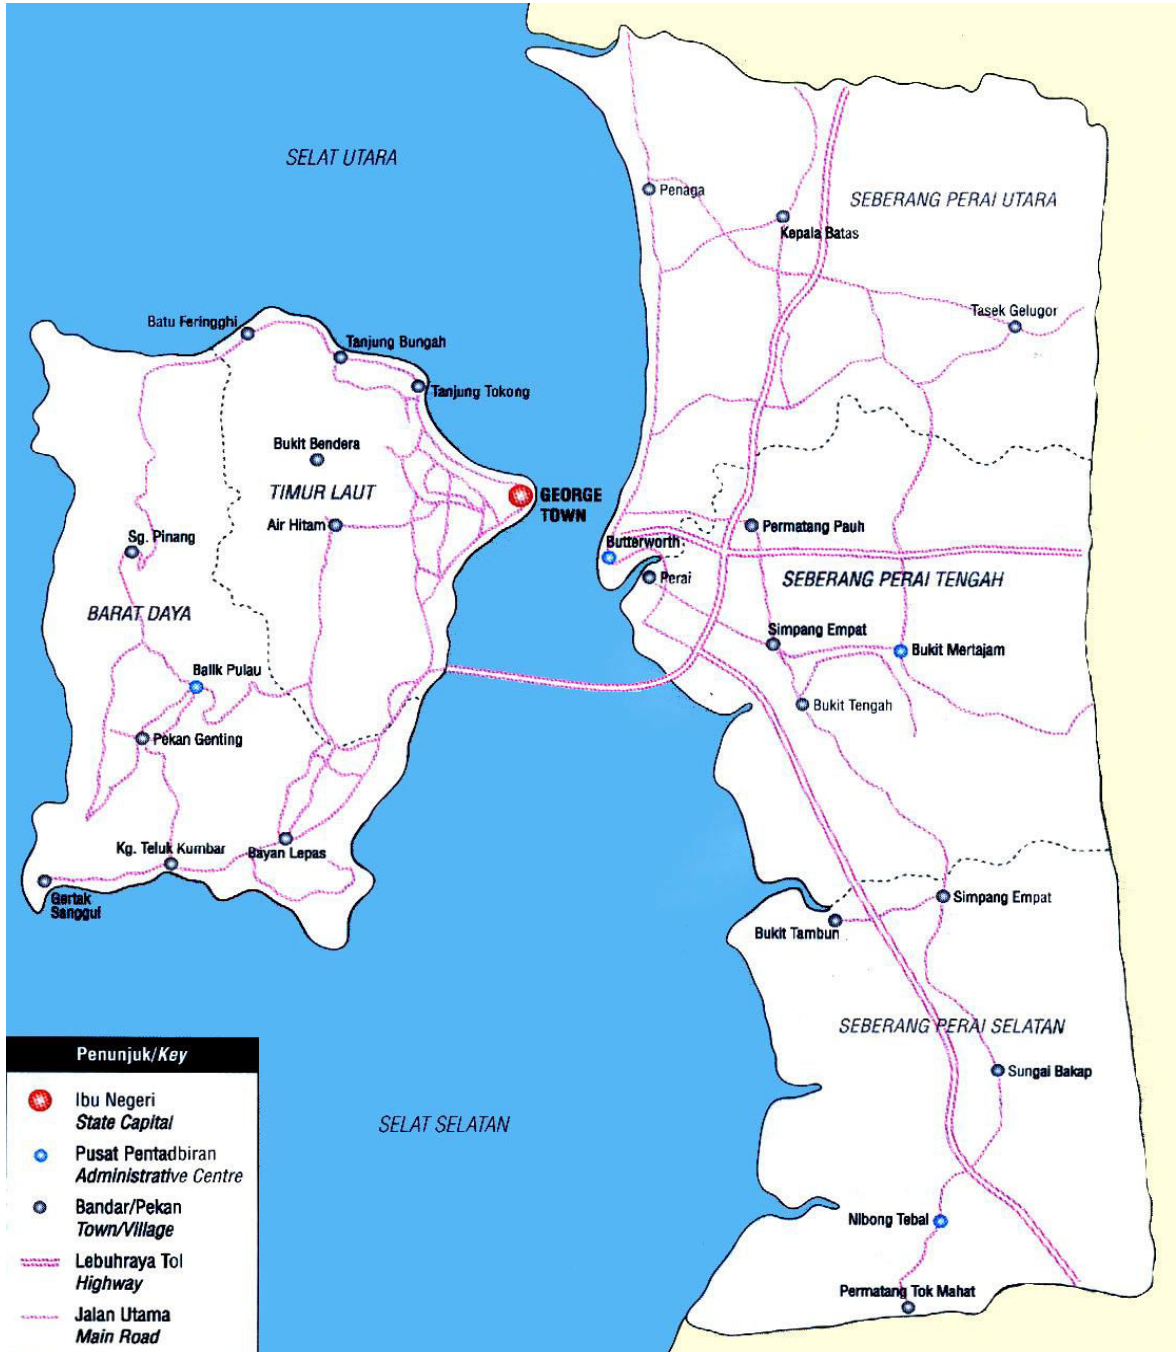 SELAT UTARA
Penaga
SEBERANG PERAI UTARA
Kepala Batas
Tasek Gelugor
Batu Feringghi
Tanjung Bungah
Tanjung Tokong
Bukit Bendera
TIMUR LAUT
GEORGE
TOWN
Air Hitam
Permatang Pauh
Sg. Pinang
Butterworth
Perai
SEBERANG PERAI TENGAH
BARAT DAYA
Simpang Empat
Bukit Mertajam
Balik Pulau
Bukit Tengah
Pekan Genting
Kg. Teluk Kumbar
Bayan Lepas
Gertak
Sanggul
Simpang Empat
Bukit Tambun
SEBERANG PERAI SELATAN
Sungai Bakap
SELAT SELATAN
Nibong Tebal
Permatang Tok Mahat
Penunjuk/Key
Ibu Negeri
State Capital
Pusat Pentadbiran
Administrative Centre
Bandar/Pekan
Town/Village
Lebuhraya Tol
Highway
Jalan Utama
Main Road